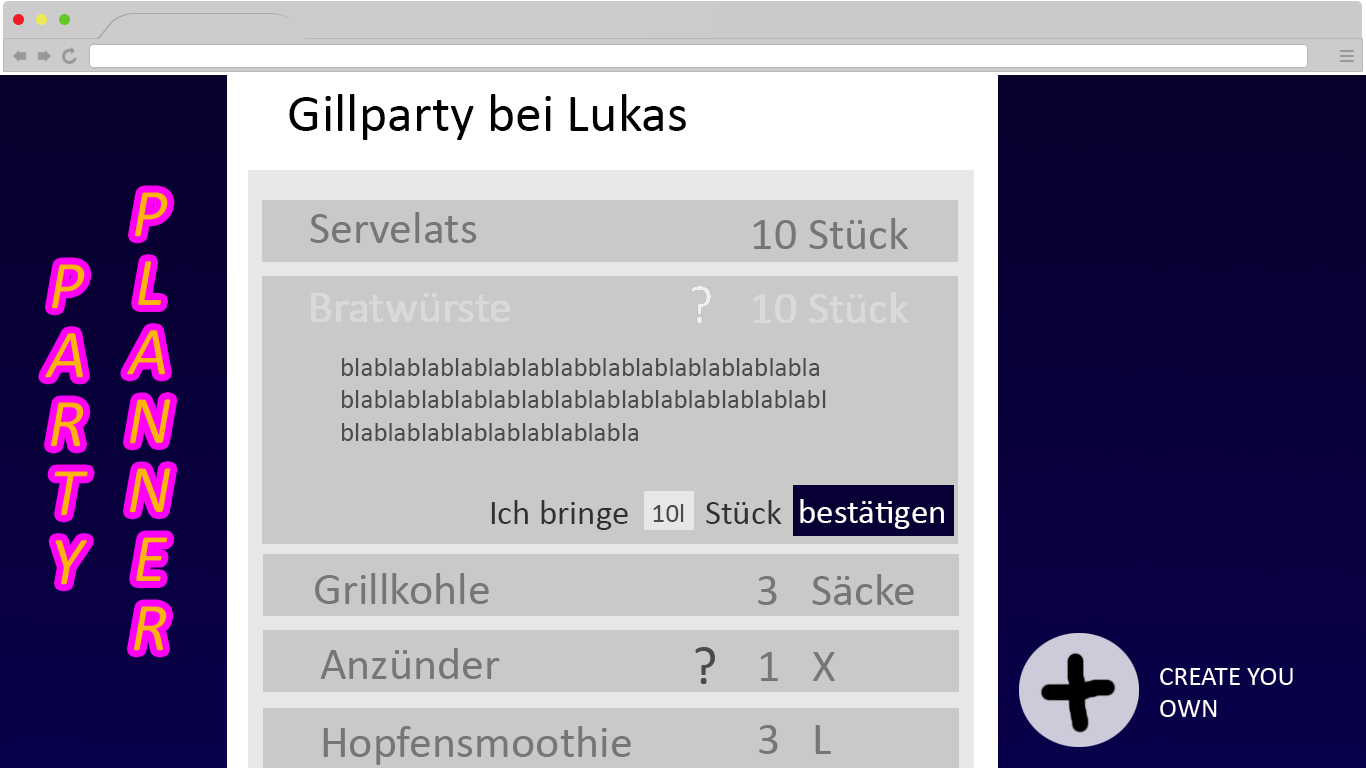 Gillparty bei Lukas
PARTY
PLANNER
Servelats 10 Stück
Bratwürste ? 10 Stück
blablablablablablablabblablablablablablabla
blablablablablablablablablablablablablablabl
blablablablablablablablabla
Ich bringe 10l Stück bestätigen
Grillkohle 3 Säcke
Anzünder ? 1 X
Hopfensmoothie 3 L
CREATE YOU
OWN